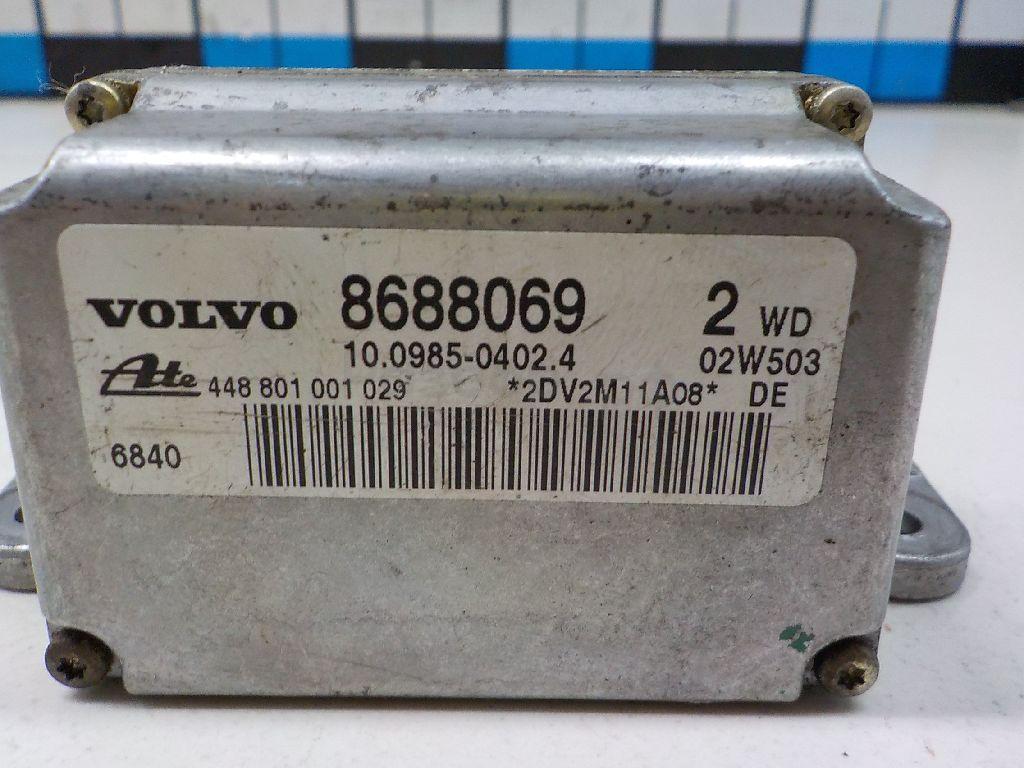 VOLVO 8688069 2 WD
10.0985-0402.4 02W503
Ate 448 801 001 029 *2DV2M11A08* DE
6840